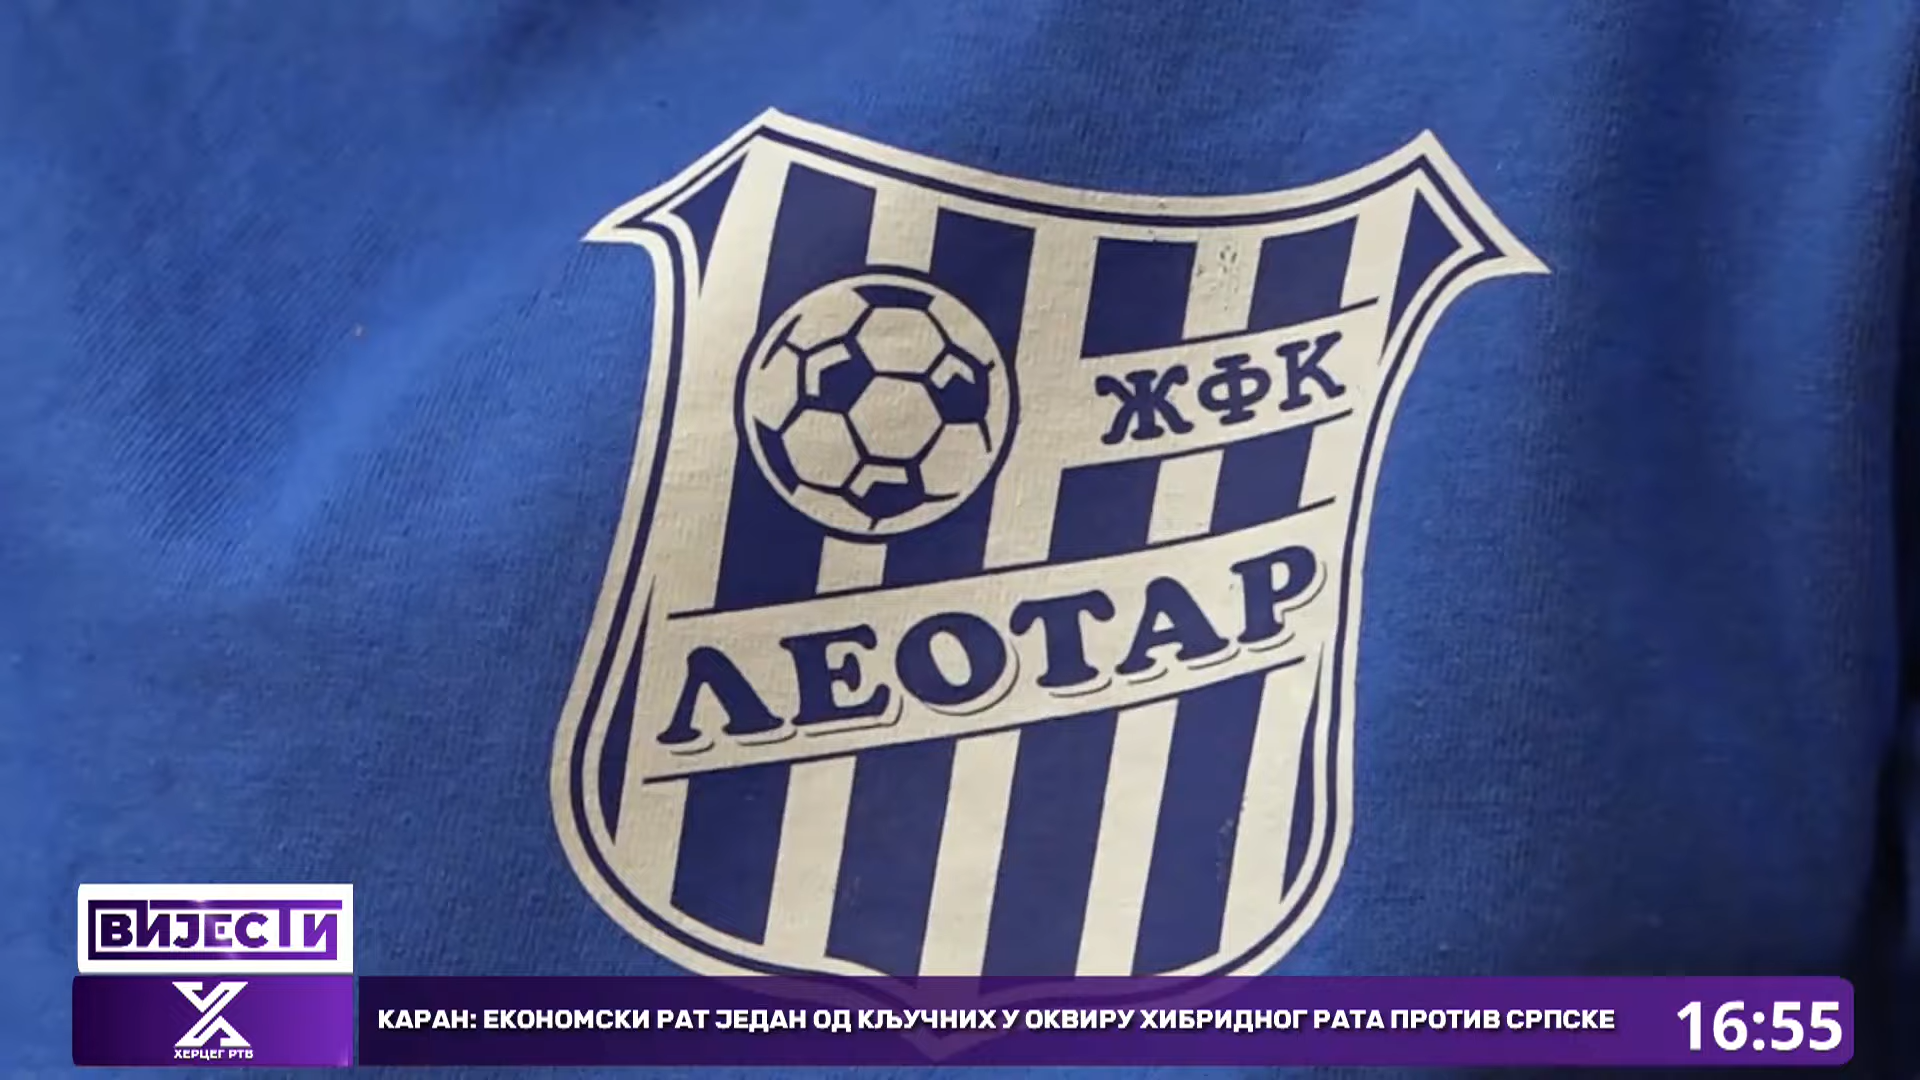 ЖФК
ЛЕОТАР
ВИЈЕСТИ
ХЕРЦЕГ РТВ
КАРАН: ЕКОНОМСКИ РАТ ЈЕДАН ОД КЉУЧНИХ У ОКВИРУ ХИБРИДНОГ РАТА ПРОТИВ СРПСКЕ
16:55